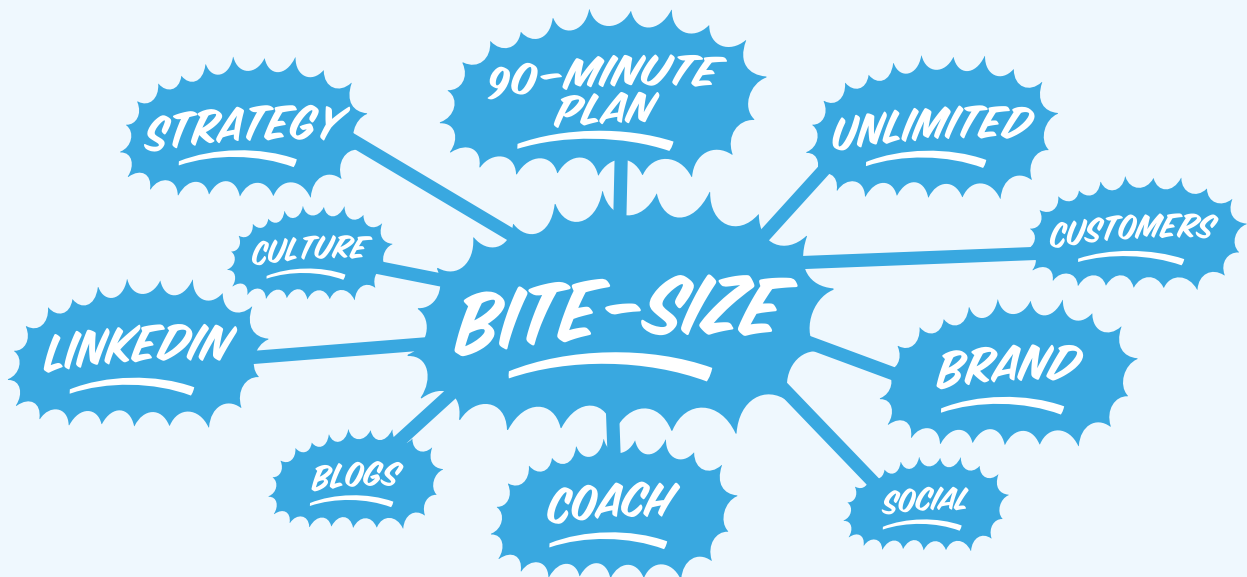 90-MINUTE
PLAN
STRATEGY
UNLIMITED
CULTURE
CUSTOMERS
BITE-SIZE
LINKEDIN
BRAND
BLOGS
COACH
SOCIAL